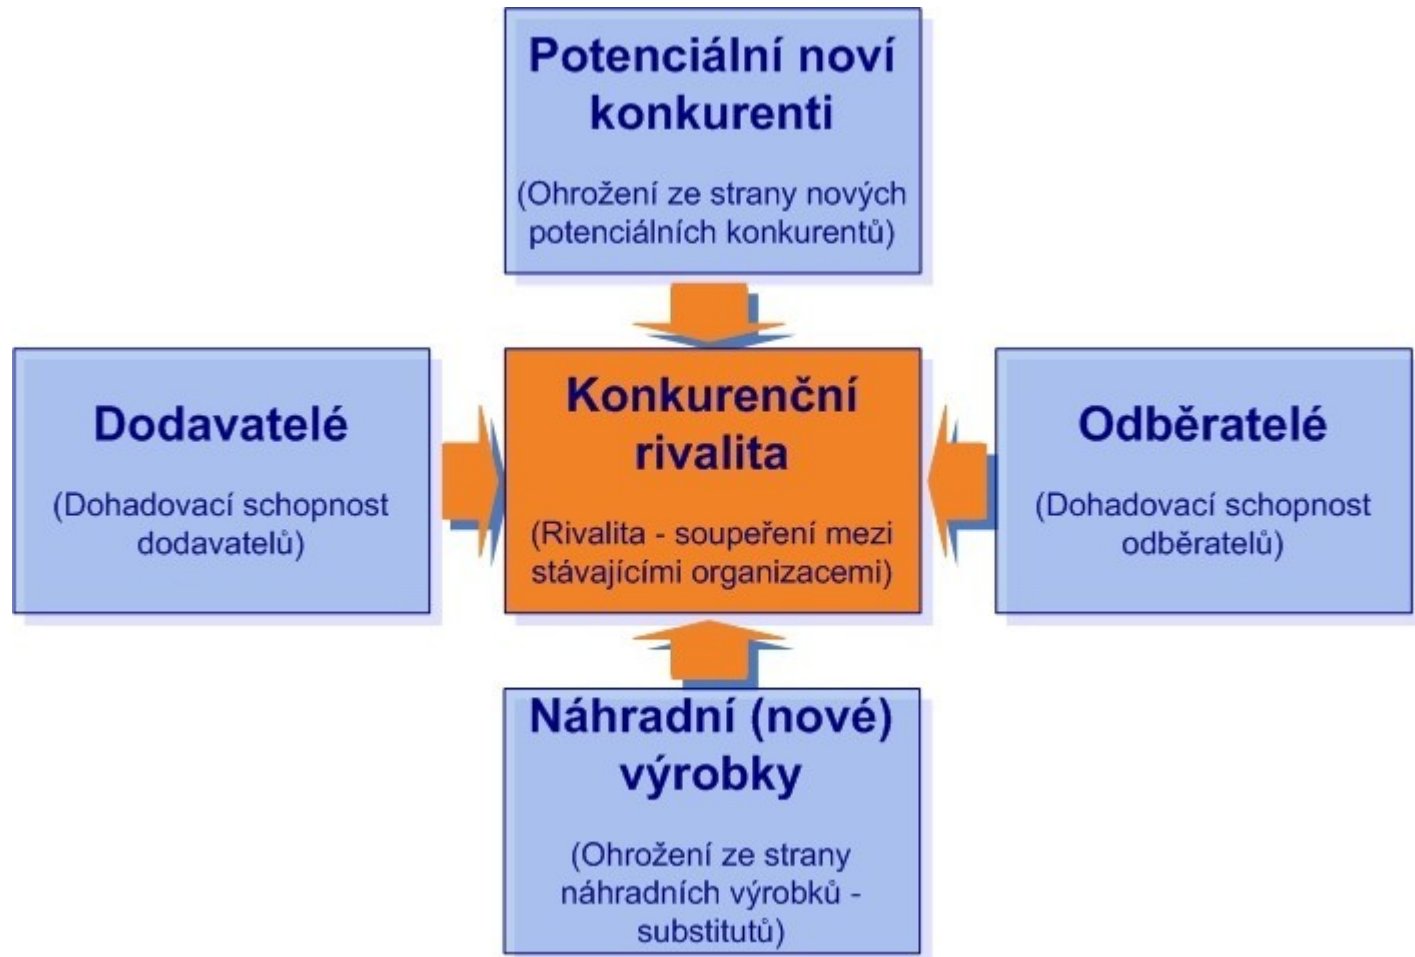 Potenciální noví
konkurenti
(Ohrožení ze strany nových
potenciálních konkurentů)
Dodavatelé
(Dohadovací schopnost
dodavatelů)
Konkurenční
rivalita
(Rivalita - soupeření mezi
stávajícími organizacemi)
Odběratelé
(Dohadovací schopnost
odběratelů)
Náhradní (nové)
výrobky
(Ohrožení ze strany
náhradních výrobků -
substitutů)